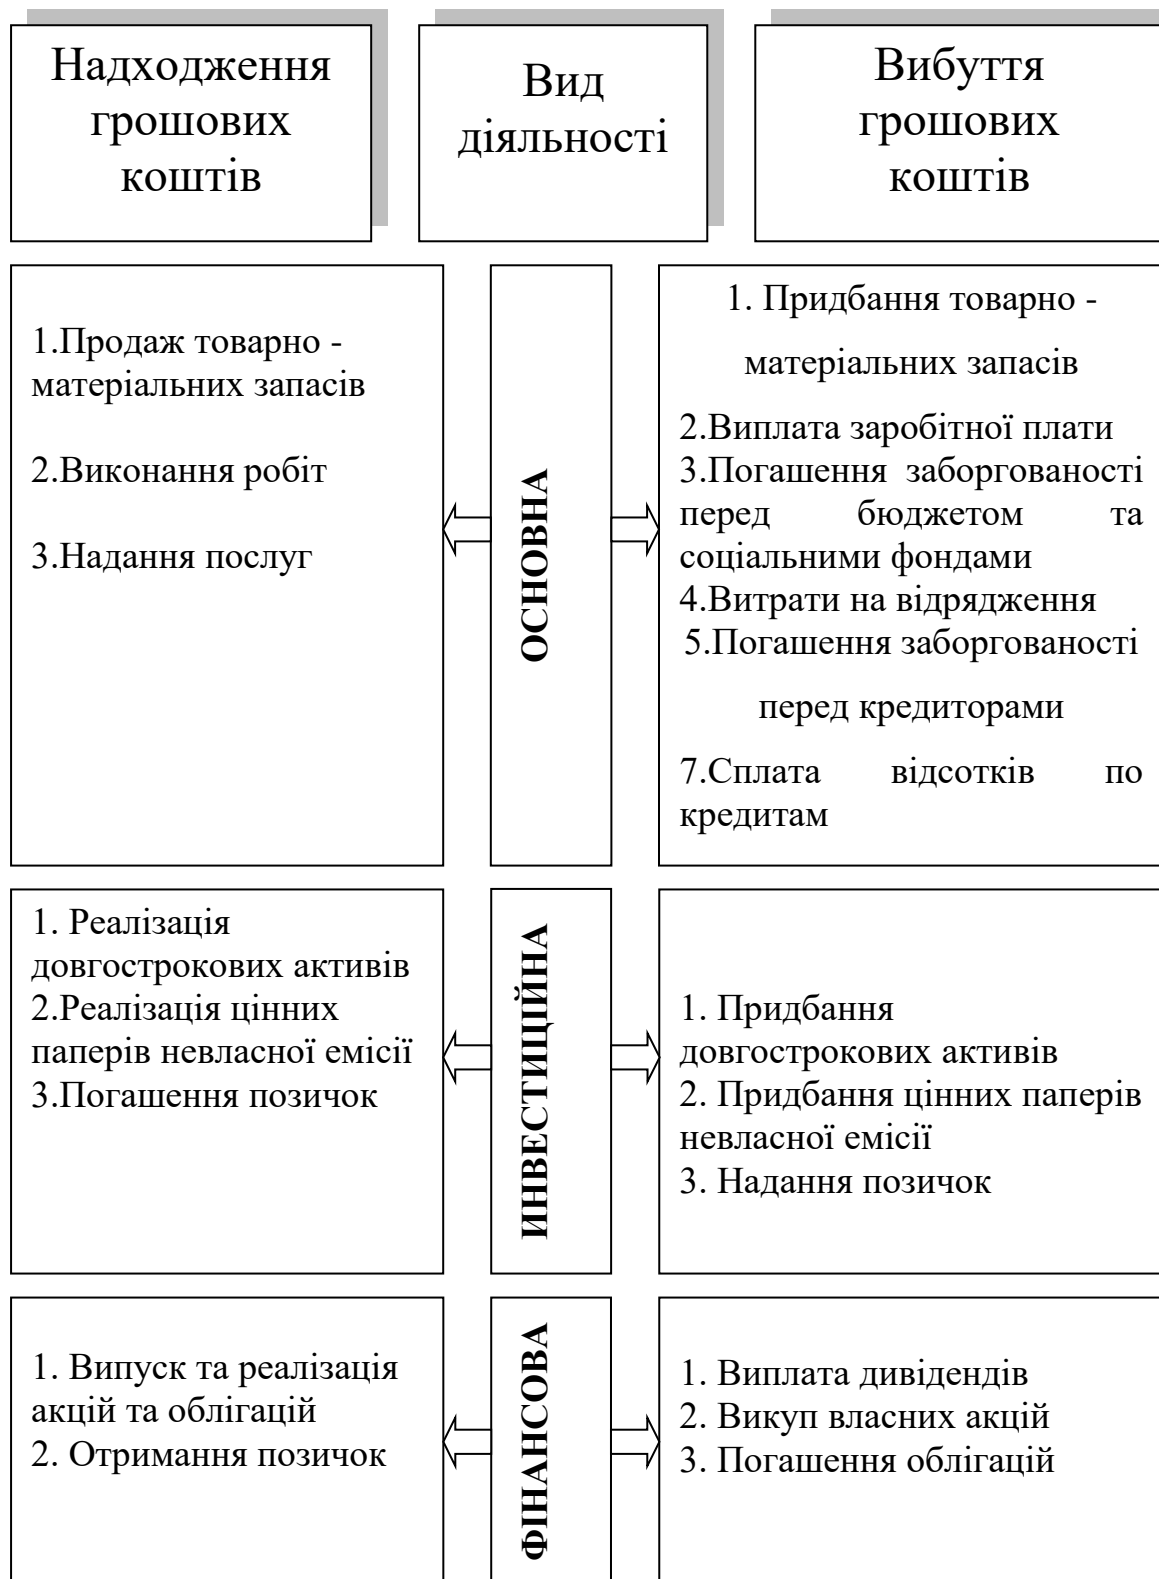 Надходження
грошових
коштів
Вид
діяльності
Вибуття
грошових
коштів
1.Продаж товарно -
матеріальних запасів
2.Виконання робіт
3.Надання послуг
ОСНОВНА
1. Придбання товарно -
матеріальних запасів
2.Виплата заробітної плати
3.Погашення заборгованості
перед бюджетом та
соціальними фондами
4.Витрати на відрядження
5.Погашення заборгованості
перед кредиторами
7.Сплата відсотків по
кредитам
1. Реалізація
довгострокових активів
2.Реалізація цінних
паперів невласної емісії
3.Погашення позичок
ИНВЕСТИЦІЙНА
1. Придбання
довгострокових активів
2. Придбання цінних паперів
невласної емісії
3. Надання позичок
1. Випуск та реалізація
акцій та облігацій
2. Отримання позичок
ФІНАНСОВА
1. Виплата дивідендів
2. Викуп власних акцій
3. Погашення облігацій